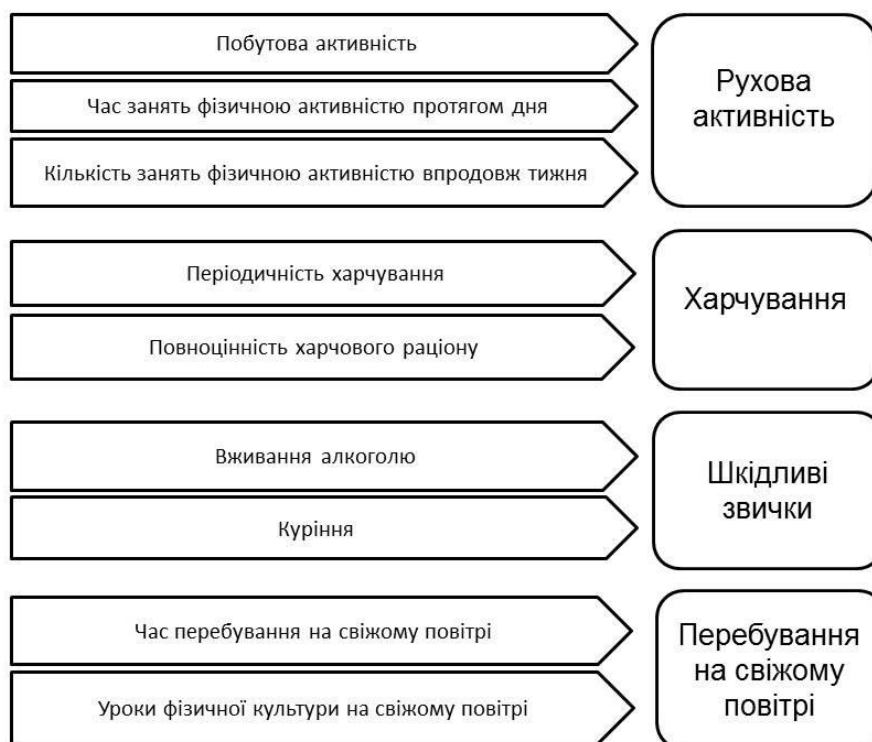 Побутова активність
Час занять фізичною активністю протягом дня
Кількість занять фізичною активністю впродовж тижня
Рухова
активність
Періодичність харчування
Повноцінність харчового раціону
Харчування
Вживання алкоголю
Куріння
Шкідливі
звички
Час перебування на свіжому повітрі
Уроки фізичної культури на свіжому повітрі
Перебування
на свіжому
повітрі